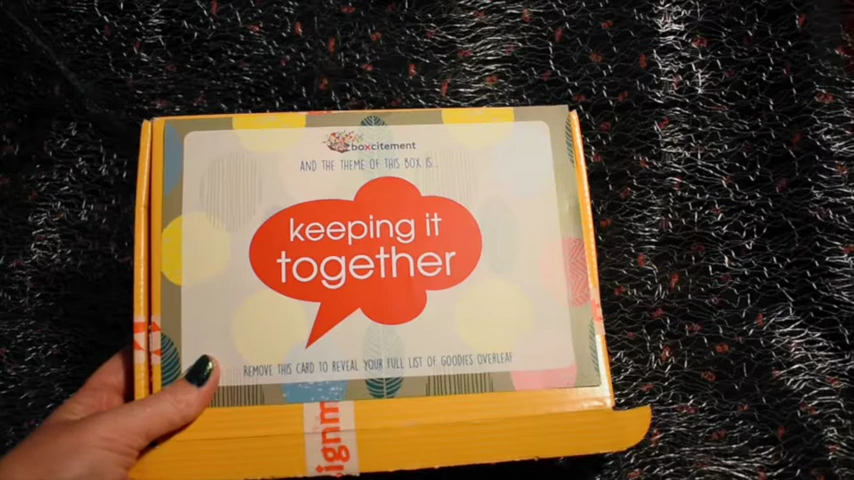 boxcitement
AND THE THEME OF THIS BOX IS..
keeping it
together
REMOVE THIS CARD TO REVEAL YOUR FULL LIST OF GOODIES OVERLEAF
ignm